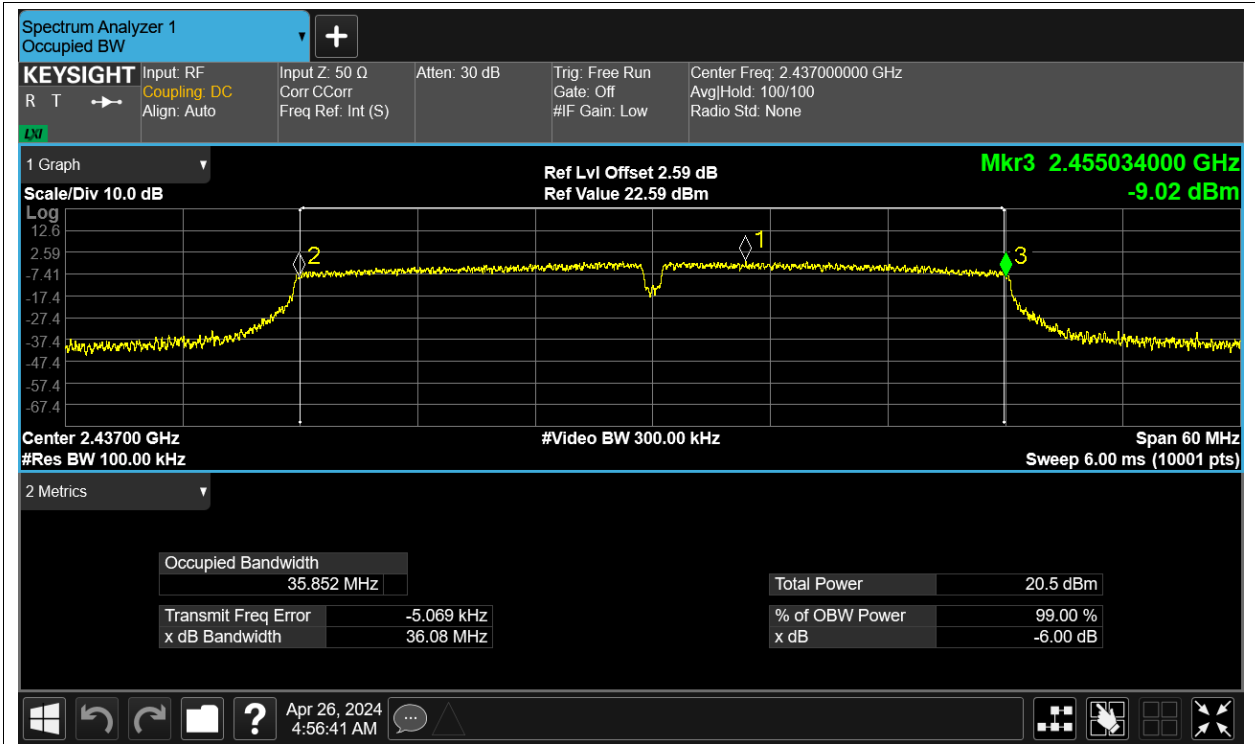 Spectrum Analyzer 1
Occupied BW
+
KEYSIGHT Input: RF Input Z: 50 Ω Atten: 30 dB Trig: Free Run Center Freq: 2.437000000 GHz
R T Coupling: DC Corr CCorr Gate: Off Avg|Hold: 100/100
Align: Auto Freq Ref: Int (S) #IF Gain: Low Radio Std: None
LXI
1 Graph Ref Lvl Offset 2.59 dB Mkr3 2.455034000 GHz
Scale/Div 10.0 dB Ref Value 22.59 dBm -9.02 dBm
Log
12.6
1
2.59
2
3
-7.41
-17.4
-27.4
-37.4
-47.4
-57.4
-67.4
Center 2.43700 GHz #Video BW 300.00 kHz Span 60 MHz
#Res BW 100.00 kHz Sweep 6.00 ms (10001 pts)
2 Metrics
Occupied Bandwidth
35.852 MHz Total Power 20.5 dBm
Transmit Freq Error -5.069 kHz % of OBW Power 99.00 %
x dB Bandwidth 36.08 MHz x dB -6.00 dB
? Apr 26, 2024
4:56:41 AM